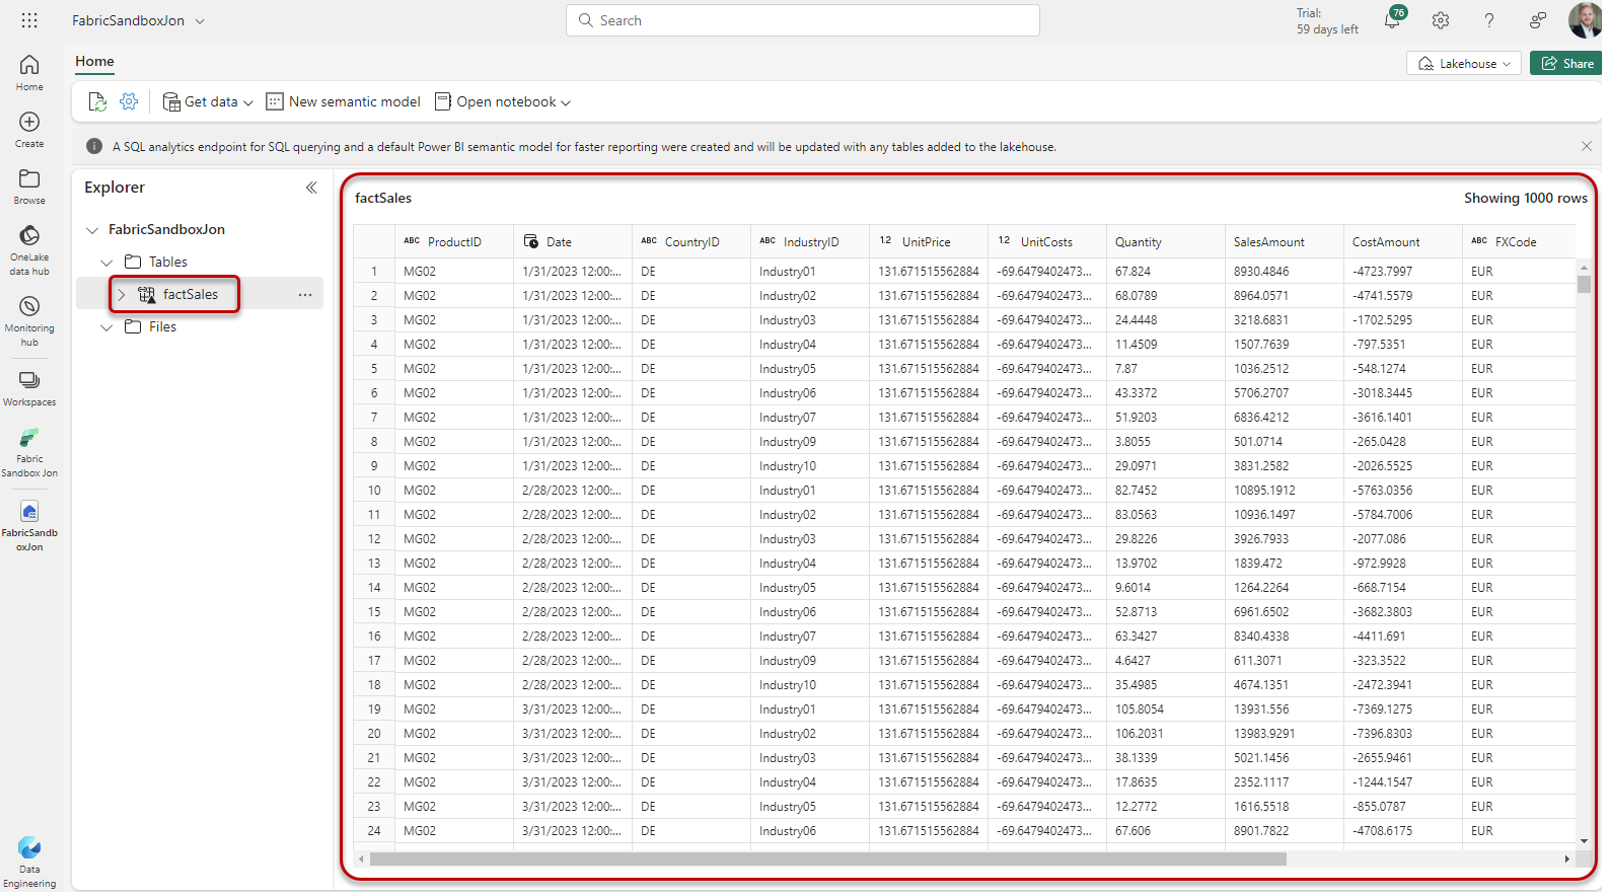 FabricSandboxJon
Search
Trial:
59 days left
76
Home
Lakehouse
Share
Get data
New semantic model
Open notebook
A SQL analytics endpoint for SQL querying and a default Power BI semantic model for faster reporting were created and will be updated with any tables added to the lakehouse.
Home
Create
Browse
OneLake
data hub
Monitoring
hub
Workspaces
Fabric
Sandbox Jon
FabricSandb
oxJon
Data
Engineering
Explorer
FabricSandboxJon
Tables
factSales
Files
factSales
Showing 1000 rows
ABC ProductID Date ABC CountryID ABC IndustryID 1.2 UnitPrice 1.2 UnitCosts Quantity SalesAmount CostAmount ABC FXCode
1 MG02 1/31/2023 12:00:... DE Industry01 131.671515562884 -69.6479402473... 67.824 8930.4846 -4723.7997 EUR
2 MG02 1/31/2023 12:00:... DE Industry02 131.671515562884 -69.6479402473... 68.0789 8964.0571 -4741.5579 EUR
3 MG02 1/31/2023 12:00:... DE Industry03 131.671515562884 -69.6479402473... 24.4448 3218.6831 -1702.5295 EUR
4 MG02 1/31/2023 12:00:... DE Industry04 131.671515562884 -69.6479402473... 11.4509 1507.7639 -797.5351 EUR
5 MG02 1/31/2023 12:00:... DE Industry05 131.671515562884 -69.6479402473... 7.87 1036.2512 -548.1274 EUR
6 MG02 1/31/2023 12:00:... DE Industry06 131.671515562884 -69.6479402473... 43.3372 5706.2707 -3018.3445 EUR
7 MG02 1/31/2023 12:00:... DE Industry07 131.671515562884 -69.6479402473... 51.9203 6836.4212 -3616.1401 EUR
8 MG02 1/31/2023 12:00:... DE Industry09 131.671515562884 -69.6479402473... 3.8055 501.0714 -265.0428 EUR
9 MG02 1/31/2023 12:00:... DE Industry10 131.671515562884 -69.6479402473... 29.0971 3831.2582 -2026.5525 EUR
10 MG02 2/28/2023 12:00:... DE Industry01 131.671515562884 -69.6479402473... 82.7452 10895.1912 -5763.0356 EUR
11 MG02 2/28/2023 12:00:... DE Industry02 131.671515562884 -69.6479402473... 83.0563 10936.1497 -5784.7006 EUR
12 MG02 2/28/2023 12:00:... DE Industry03 131.671515562884 -69.6479402473... 29.8226 3926.7933 -2077.086 EUR
13 MG02 2/28/2023 12:00:... DE Industry04 131.671515562884 -69.6479402473... 13.9702 1839.472 -972.9928 EUR
14 MG02 2/28/2023 12:00:... DE Industry05 131.671515562884 -69.6479402473... 9.6014 1264.2264 -668.7154 EUR
15 MG02 2/28/2023 12:00:... DE Industry06 131.671515562884 -69.6479402473... 52.8713 6961.6502 -3682.3803 EUR
16 MG02 2/28/2023 12:00:... DE Industry07 131.671515562884 -69.6479402473... 63.3427 8340.4338 -4411.691 EUR
17 MG02 2/28/2023 12:00:... DE Industry09 131.671515562884 -69.6479402473... 4.6427 611.3071 -323.3522 EUR
18 MG02 2/28/2023 12:00:... DE Industry10 131.671515562884 -69.6479402473... 35.4985 4674.1351 -2472.3941 EUR
19 MG02 3/31/2023 12:00:... DE Industry01 131.671515562884 -69.6479402473... 105.8054 13931.556 -7369.1275 EUR
20 MG02 3/31/2023 12:00:... DE Industry02 131.671515562884 -69.6479402473... 106.2031 13983.9291 -7396.8303 EUR
21 MG02 3/31/2023 12:00:... DE Industry03 131.671515562884 -69.6479402473... 38.1339 5021.1456 -2655.9461 EUR
22 MG02 3/31/2023 12:00:... DE Industry04 131.671515562884 -69.6479402473... 17.8635 2352.1117 -1244.1547 EUR
23 MG02 3/31/2023 12:00:... DE Industry05 131.671515562884 -69.6479402473... 12.2772 1616.5518 -855.0787 EUR
24 MG02 3/31/2023 12:00:... DE Industry06 131.671515562884 -69.6479402473... 67.606 8901.7822 -4708.6175 EUR